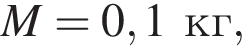 M = 0,1 кг,